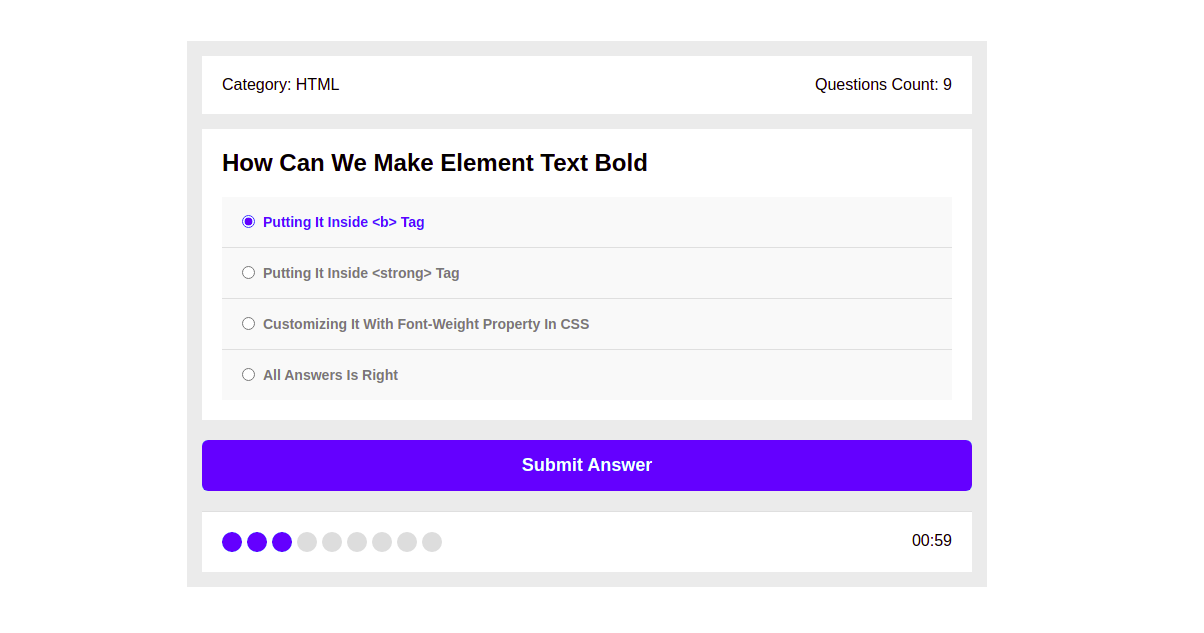 Category: HTML
Questions Count: 9
How Can We Make Element Text Bold
Putting It Inside <b> Tag
Putting It Inside <strong> Tag
Customizing It With Font-Weight Property In CSS
All Answers Is Right
Submit Answer
00:59